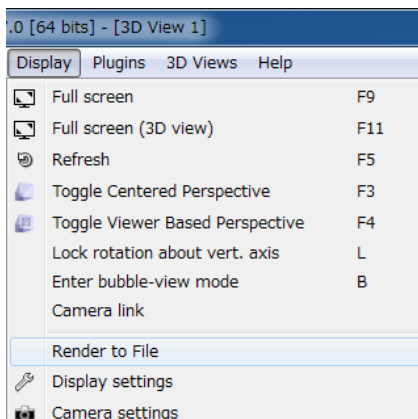 .0 [64 bits] - [3D View 1]
Display Plugins 3D Views Help
Full screen F9
Full screen (3D view) F11
Refresh F5
Toggle Centered Perspective F3
Toggle Viewer Based Perspective F4
Lock rotation about vert. axis L
Enter bubble-view mode B
Camera link
Render to File
Display settings
Camera settings